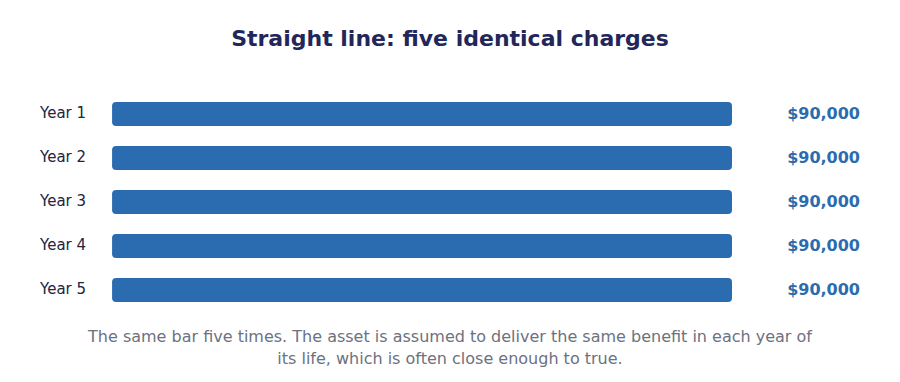 Straight line: five identical charges
Year 1 $90,000
Year 2 $90,000
Year 3 $90,000
Year 4 $90,000
Year 5 $90,000
The same bar five times. The asset is assumed to deliver the same benefit in each year of
its life, which is often close enough to true.